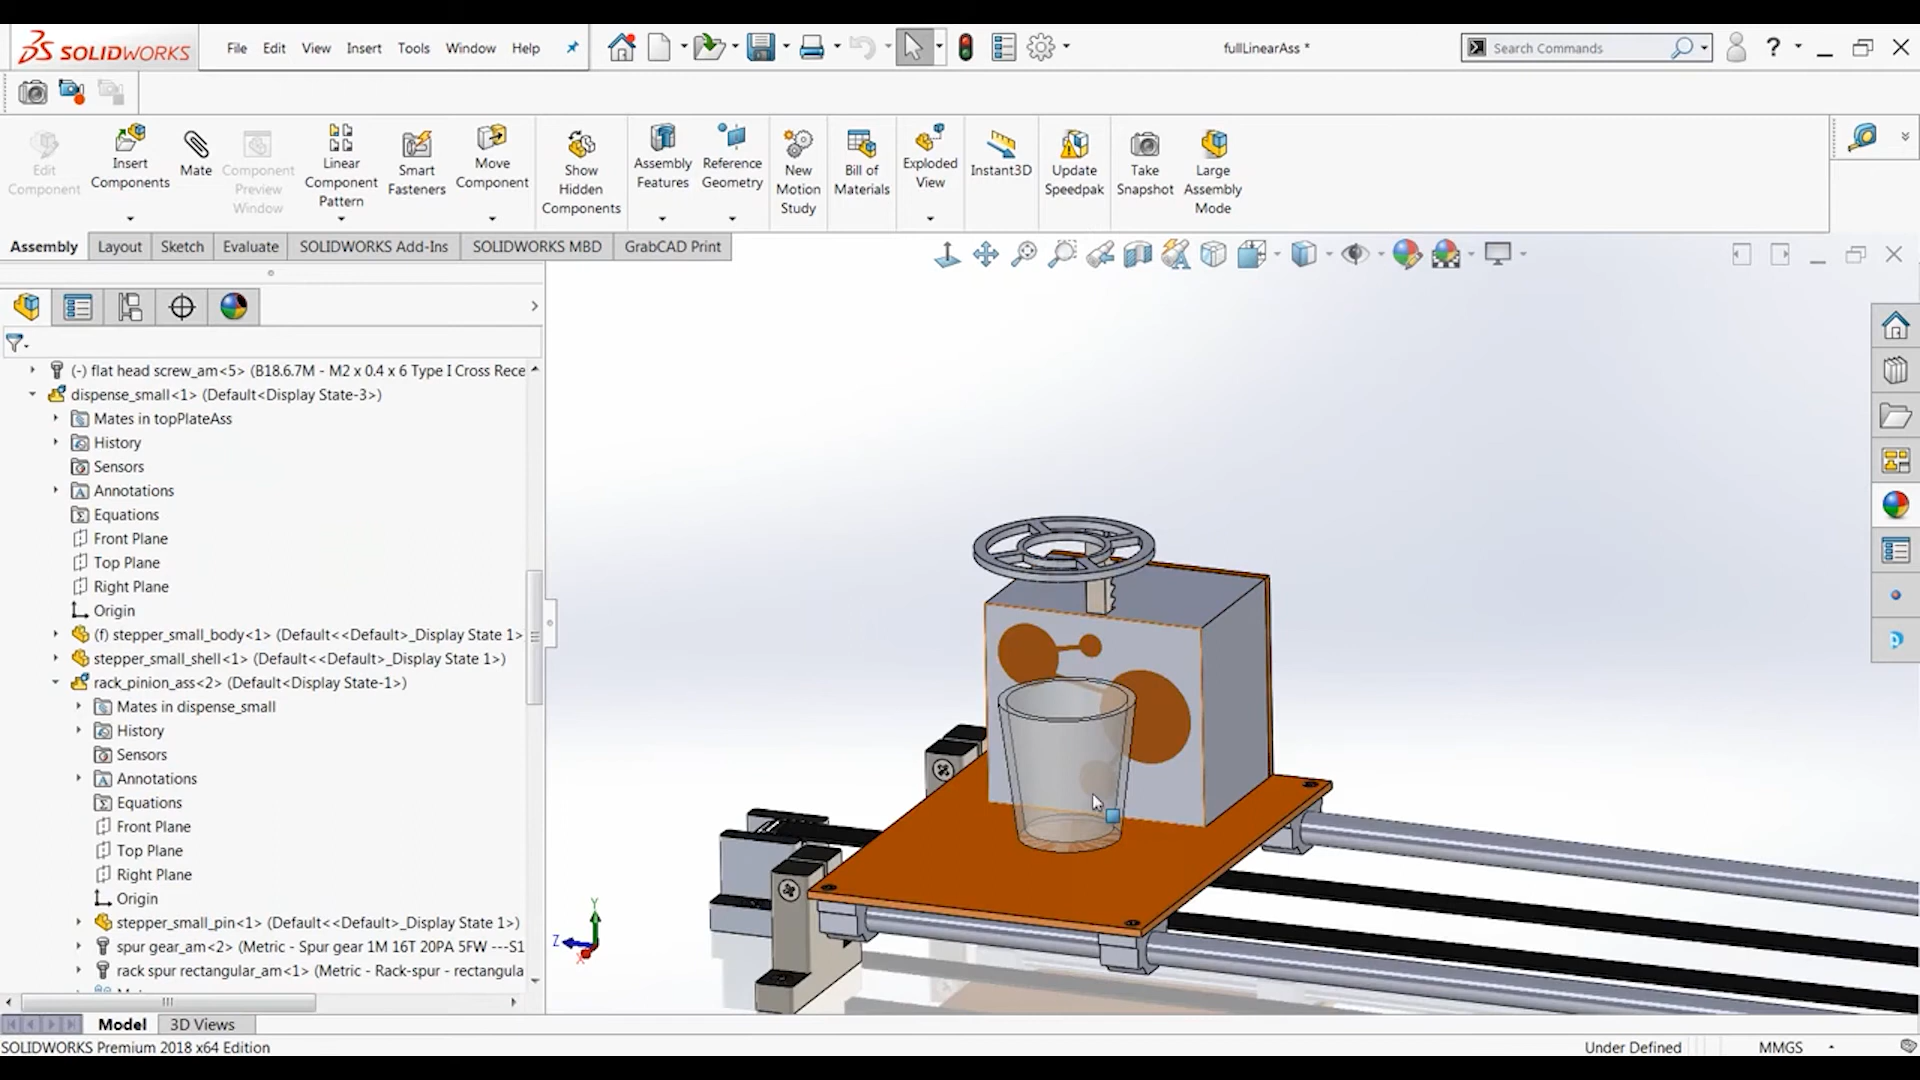 SOLIDWORKS
File Edit View Insert Tools Window Help
fullLinearAss *
Search Commands
?
Edit Component
Insert Components
Mate
Component Preview Window
Linear Component Pattern
Smart Fasteners
Move Component
Show Hidden Components
Assembly Features
Reference Geometry
New Motion Study
Bill of Materials
Exploded View
Instant3D
Update Speedpak
Take Snapshot
Large Assembly Mode
Assembly Layout Sketch Evaluate SOLIDWORKS Add-Ins SOLIDWORKS MBD GrabCAD Print
(-) flat head screw_am<5> (B18.6.7M - M2 x 0.4 x 6 Type I Cross Rece
dispense_small<1> (Default<Display State-3>)
Mates in topPlateAss
History
Sensors
Annotations
Equations
Front Plane
Top Plane
Right Plane
Origin
(f) stepper_small_body<1> (Default<<Default>_Display State 1>
stepper_small_shell<1> (Default<<Default>_Display State 1>)
rack_pinion_ass<2> (Default<Display State-1>)
Mates in dispense_small
History
Sensors
Annotations
Equations
Front Plane
Top Plane
Right Plane
Origin
stepper_small_pin<1> (Default<<Default>_Display State 1>)
spur gear_am<2> (Metric - Spur gear 1M 16T 20PA 5FW ---S1
rack spur rectangular_am<1> (Metric - Rack-spur - rectangula
Y
Z
X
Model 3D Views
SOLIDWORKS Premium 2018 x64 Edition
Under Defined
MMGS